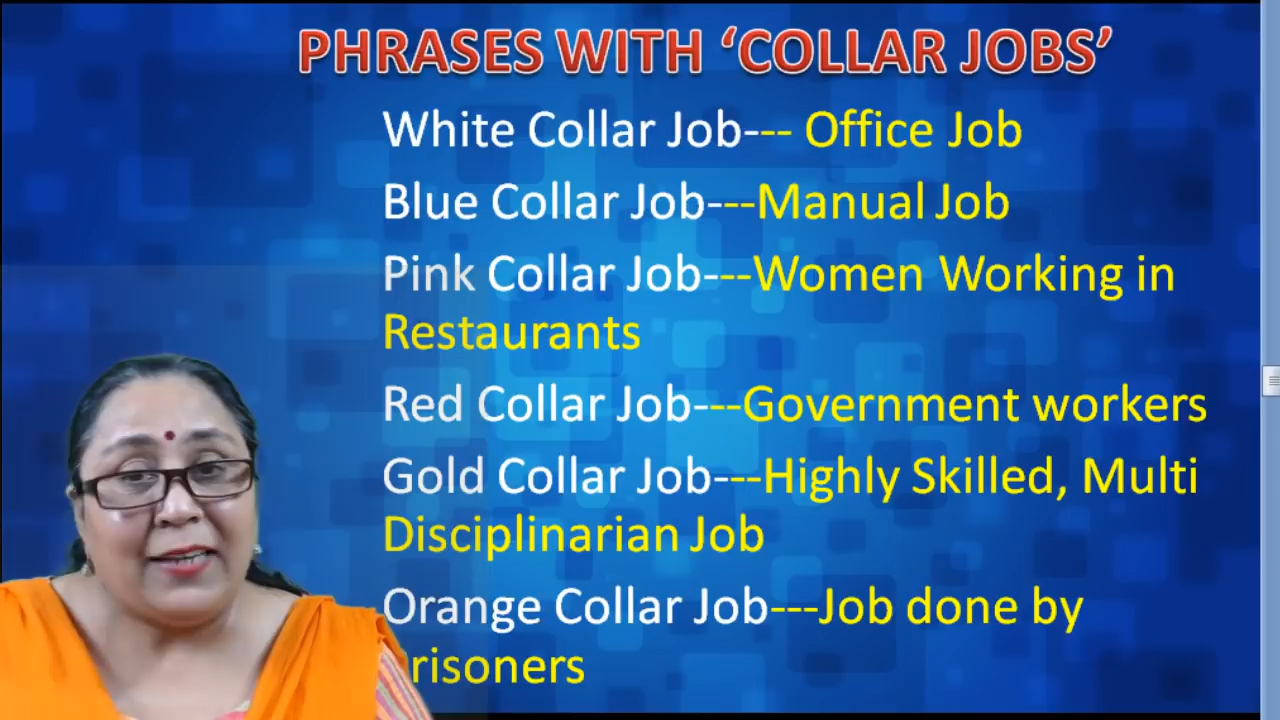 PHRASES WITH ‘COLLAR JOBS’
White Collar Job--- Office Job
Blue Collar Job---Manual Job
Pink Collar Job---Women Working in
Restaurants
Red Collar Job---Government workers
Gold Collar Job---Highly Skilled, Multi
Disciplinarian Job
Orange Collar Job---Job done by
risoners